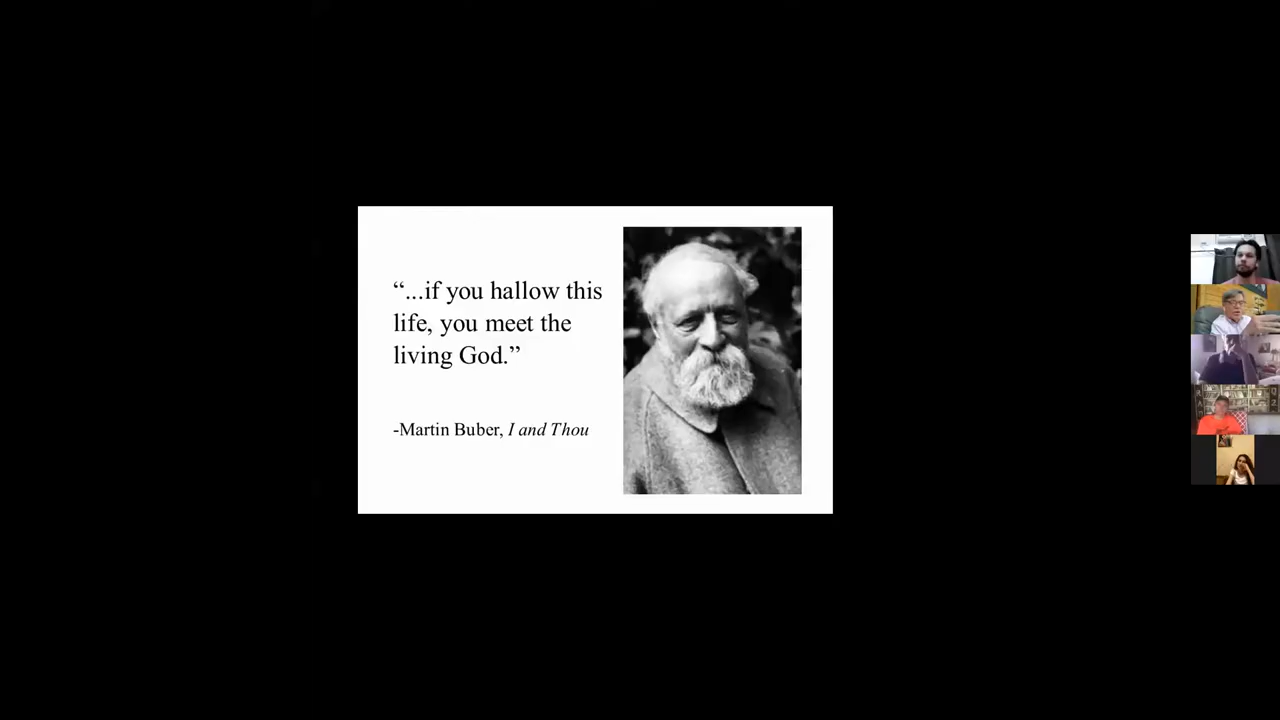 “...if you hallow this
life, you meet the
living God.”
-Martin Buber, I and Thou